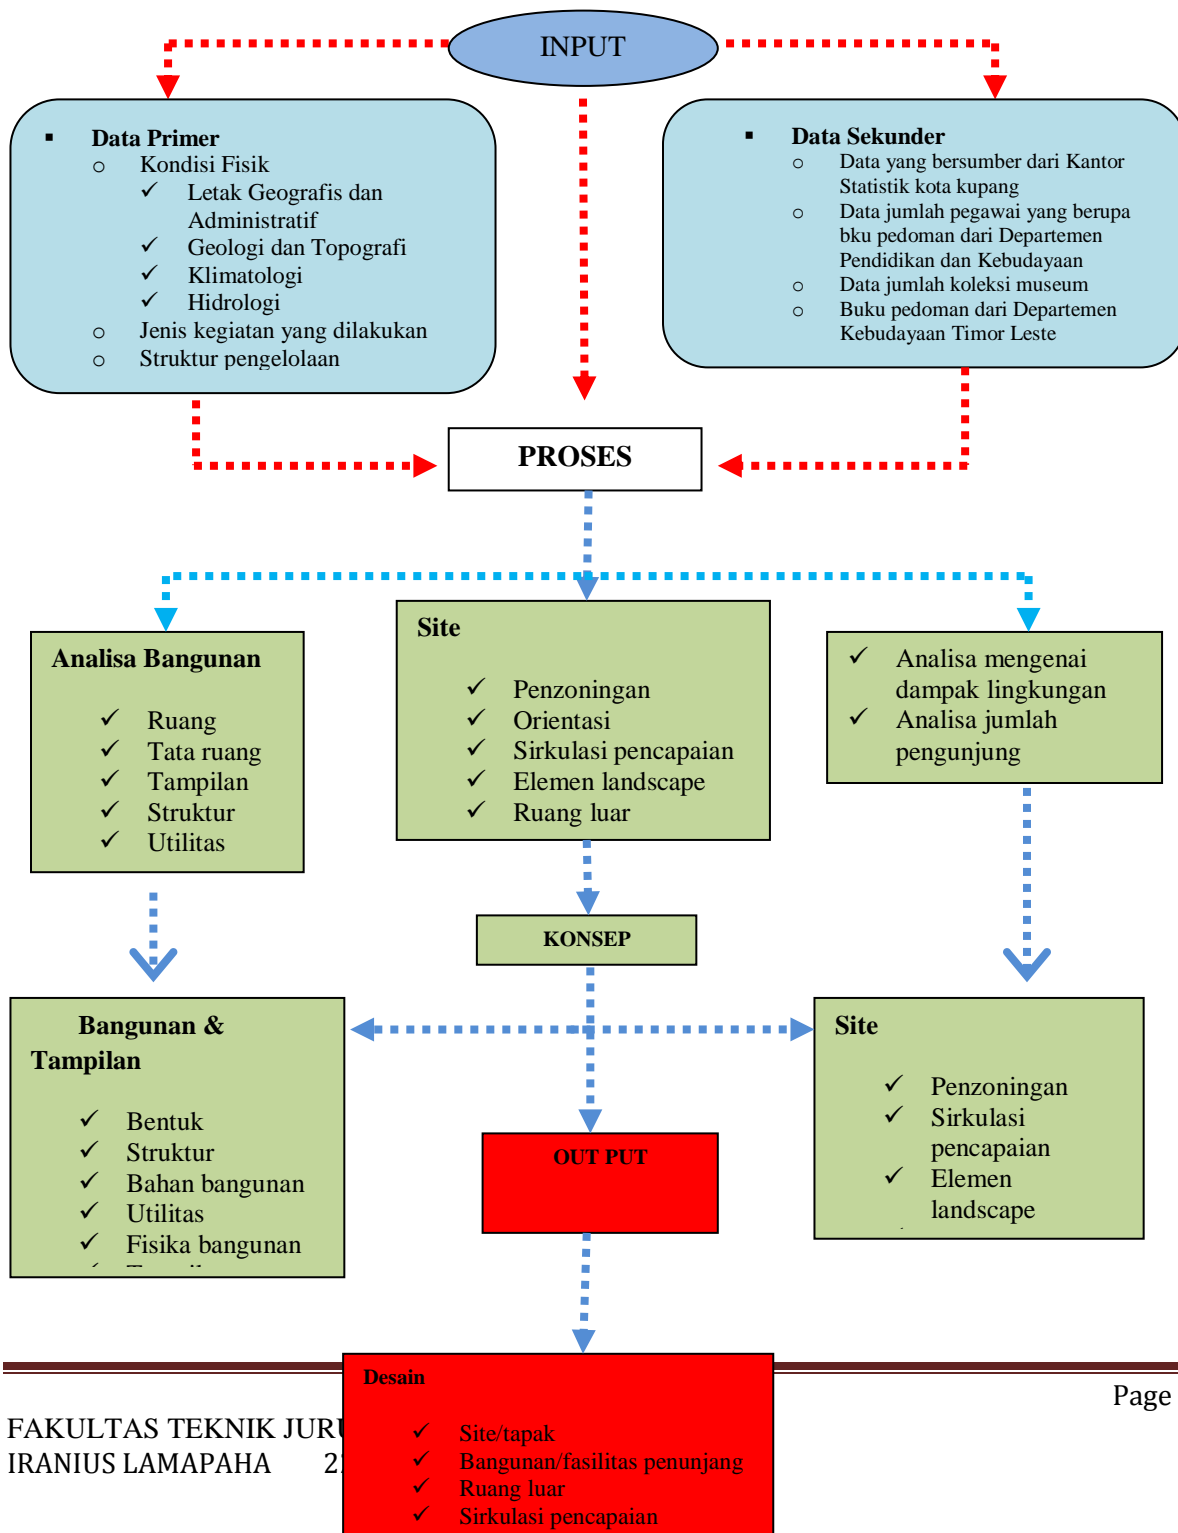 INPUT
Data Primer
Kondisi Fisik
Letak Geografis dan
Administratif
Geologi dan Topografi
Klimatologi
Hidrologi
Jenis kegiatan yang dilakukan
Struktur pengelolaan
Data Sekunder
Data yang bersumber dari Kantor
Statistik kota kupang
Data jumlah pegawai yang berupa
bku pedoman dari Departemen
Pendidikan dan Kebudayaan
Data jumlah koleksi museum
Buku pedoman dari Departemen
Kebudayaan Timor Leste
PROSES
Analisa Bangunan
Ruang
Tata ruang
Tampilan
Struktur
Utilitas
Site
Penzoningan
Orientasi
Sirkulasi pencapaian
Elemen landscape
Ruang luar
Analisa mengenai
dampak lingkungan
Analisa jumlah
pengunjung
KONSEP
Bangunan &
Tampilan
Bentuk
Struktur
Bahan bangunan
Utilitas
Fisika bangunan
Site
Penzoningan
Sirkulasi
pencapaian
Elemen
landscape
OUT PUT
Desain
Site/tapak
Bangunan/fasilitas penunjang
Ruang luar
Sirkulasi pencapaian
Page
FAKULTAS TEKNIK
IRANIUS LAMAPAHA